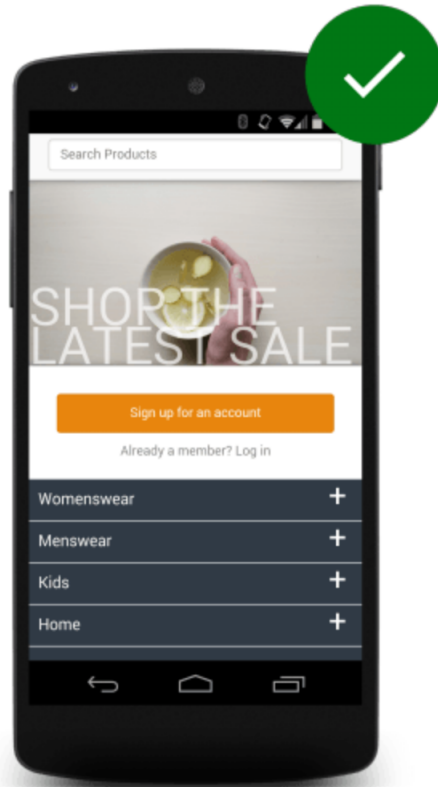 Search Products
SHOP THE
LATEST SALE
Sign up for an account
Already a member? Log in
Womenswear
Menswear
Kids
Home